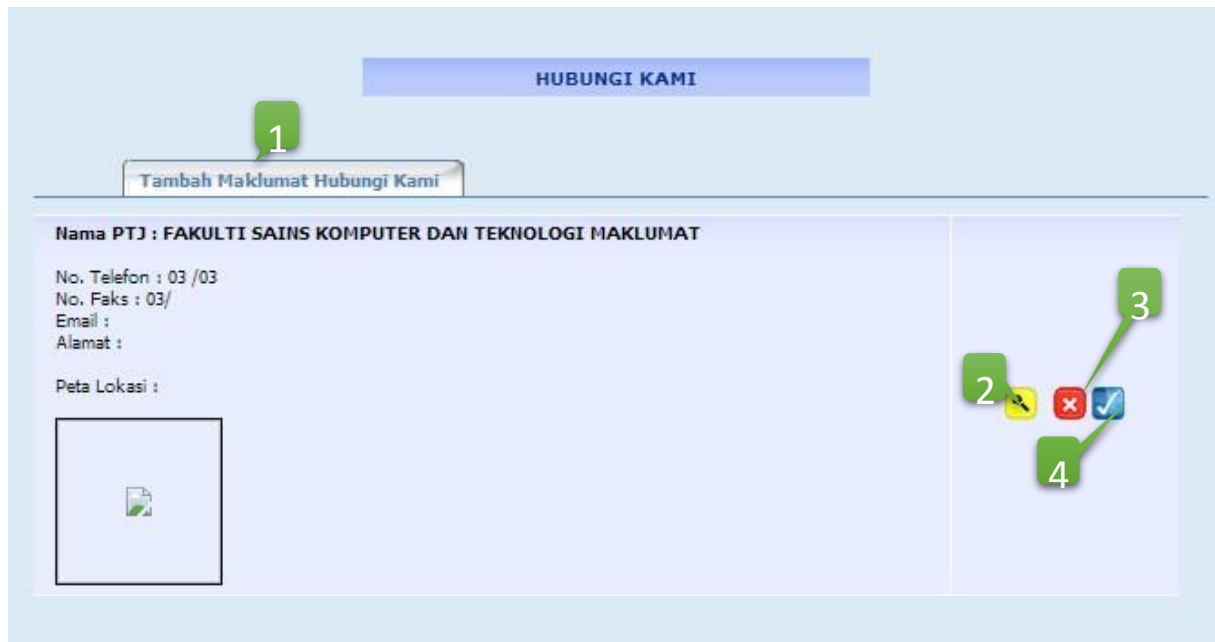 HUBUNGI KAMI
1
Tambah Maklumat Hubungi Kami
Nama PTJ : FAKULTI SAINS KOMPUTER DAN TEKNOLOGI MAKLUMAT
No. Telefon : 03 /03
No. Faks : 03/
Email :
Alamat :
Peta Lokasi :
3
2
4